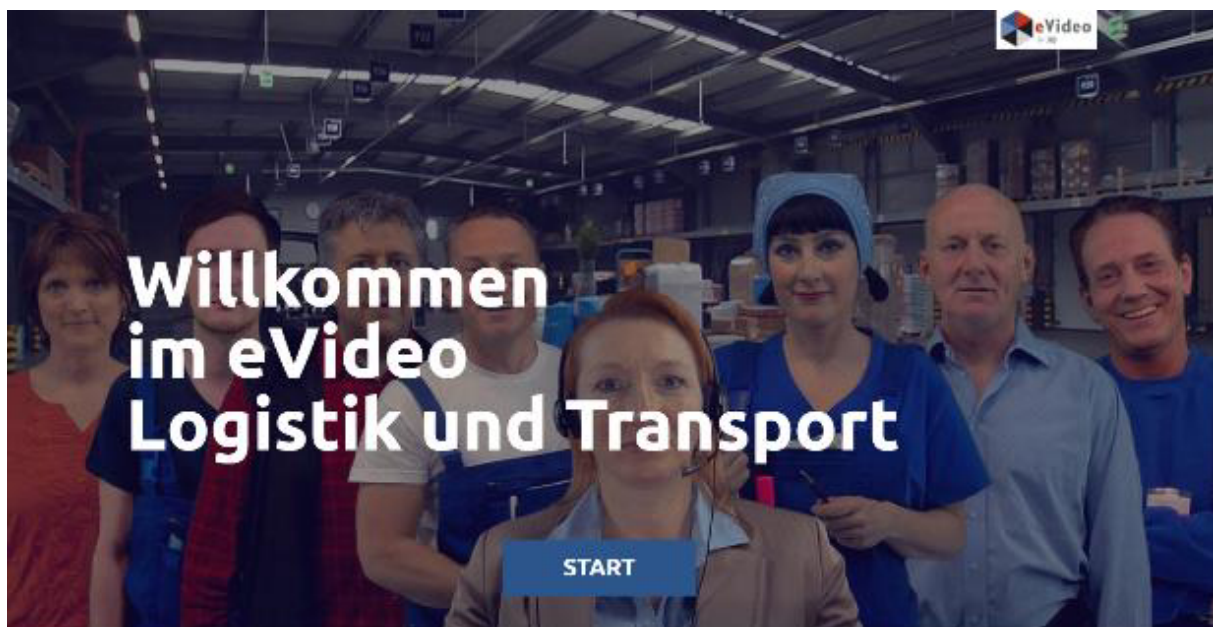 eVideo
Willkommen
im eVideo
Logistik und Transport
START